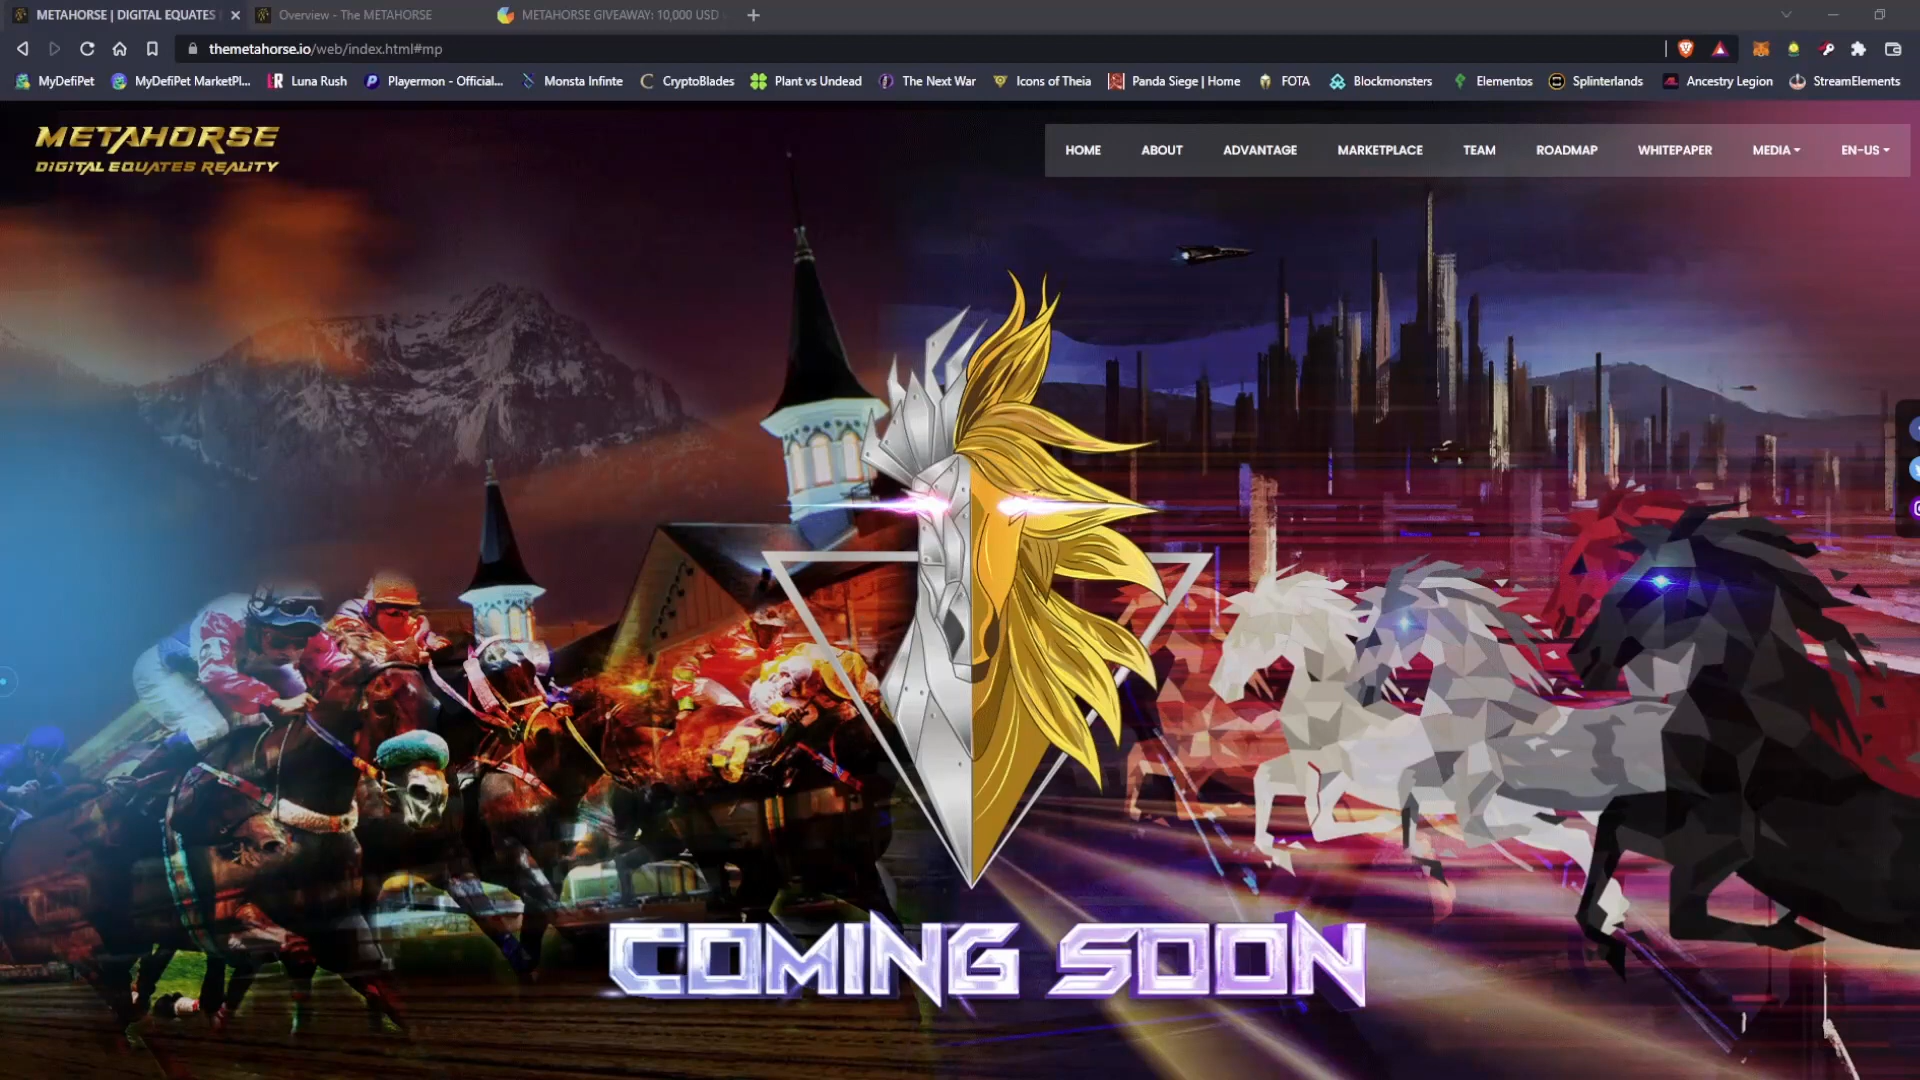 METAHORSE | DIGITAL EQUATES
Overview - The METAHORSE
METAHORSE GIVEAWAY: 10,000 USD
themetahorse.io/web/index.html#mp
MyDefiPet
MyDefiPet MarketPl...
Luna Rush
Playermon - Official...
Monsta Infinte
CryptoBlades
Plant vs Undead
The Next War
Icons of Theia
Panda Siege | Home
FOTA
Blockmonsters
Elementos
Splinterlands
Ancestry Legion
StreamElements
METAHORSE
DIGITAL EQUATES REALITY
HOME
ABOUT
ADVANTAGE
MARKETPLACE
TEAM
ROADMAP
WHITEPAPER
MEDIA
EN-US
COMING SOON